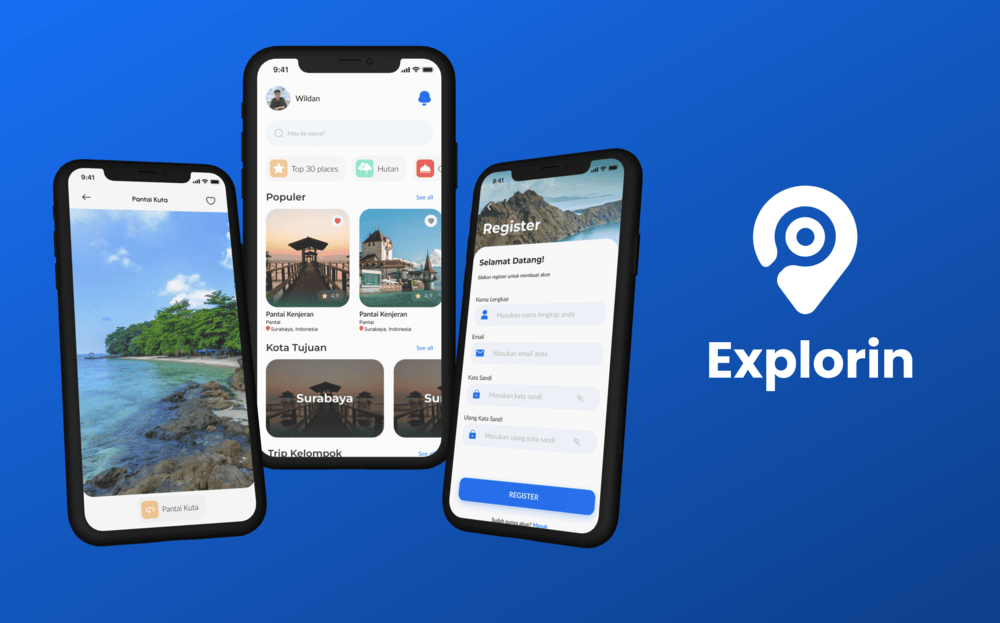 9:41
Pantai Kuta
Pantai Kuta
9:41
Wildan
Mau ke mana?
Top 30 places
Hutan
Populer
See all
4,9
4,9
Pantai Kenjeran
Pantai
Surabaya, Indonesia
Pantai Kenjeran
Pantai
Surabaya, Indonesia
Kota Tujuan
See all
Surabaya
Su
Trip Kelompok
See all
9:41
Register
Selamat Datang!
Silakan register untuk membuat akun
Nama Lengkap
Masukan nama lengkap anda
Email
Masukan email anda
Kata Sandi
Masukan kata sandi
Ulang Kata Sandi
Masukan ulang kata sandi
REGISTER
Sudah punya akun? Masuk
Explorin